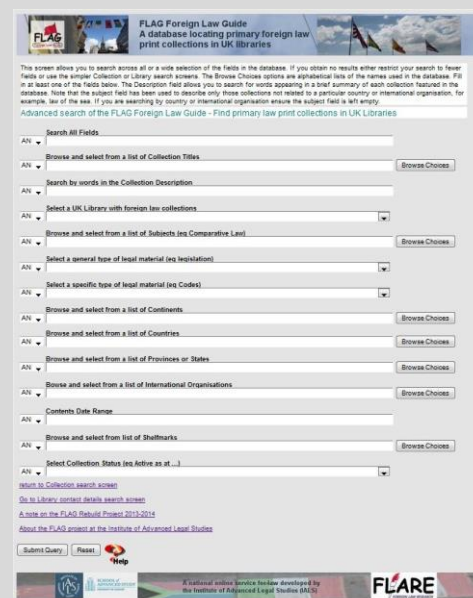 FLAG
FLAG Foreign Law Guide
A database locating primary foreign law
print collections in UK libraries
This screen allows you to search across all or a wide selection of the fields in the database. If you obtain no results either restrict your search to fewer
fields or use the simpler Collection or Library search screens. The Browse Choices options are alphabetical lists of the names used in the database. Fill
in at least one of the fields below. The Description field allows you to search for words appearing in a brief summary of each collection featured in the
database. Note that the subject field has been used to describe only those collections not related to a particular country or international organisation, for
example, law of the sea. If you are searching by country or international organisation ensure the subject field is left empty.
Advanced search of the FLAG Foreign Law Guide - Find primary law print collections in UK Libraries
Search All Fields
AN
Browse and select from a list of Collection Titles
AN Browse Choices
Search by words in the Collection Description
AN
Select a UK Library with foreign law collections
AN
Browse and select from a list of Subjects (eg Comparative Law)
AN Browse Choices
Select a general type of legal material (eg legislation)
AN
Select a specific type of legal material (eg Codes)
AN
Browse and select from a list of Continents
AN Browse Choices
Browse and select from a list of Countries
AN Browse Choices
Browse and select from a list of Provinces or States
AN Browse Choices
Bouse and select from a list of International Organisations
AN Browse Choices
Contents Date Range
AN
Browse and select from list of Shelfmarks
AN Browse Choices
Select Collection Status (eg Active as at ...)
AN
return to Collection search screen
Go to Library contact details search screen
A note on the FLAG Rebuild Project 2013-2014
About the FLAG project at the Institute of Advanced Legal Studies
Submit Query Reset Help
IALS
A national online service for law developed by
the Institute of Advanced Legal Studies (IALS)
FLARE